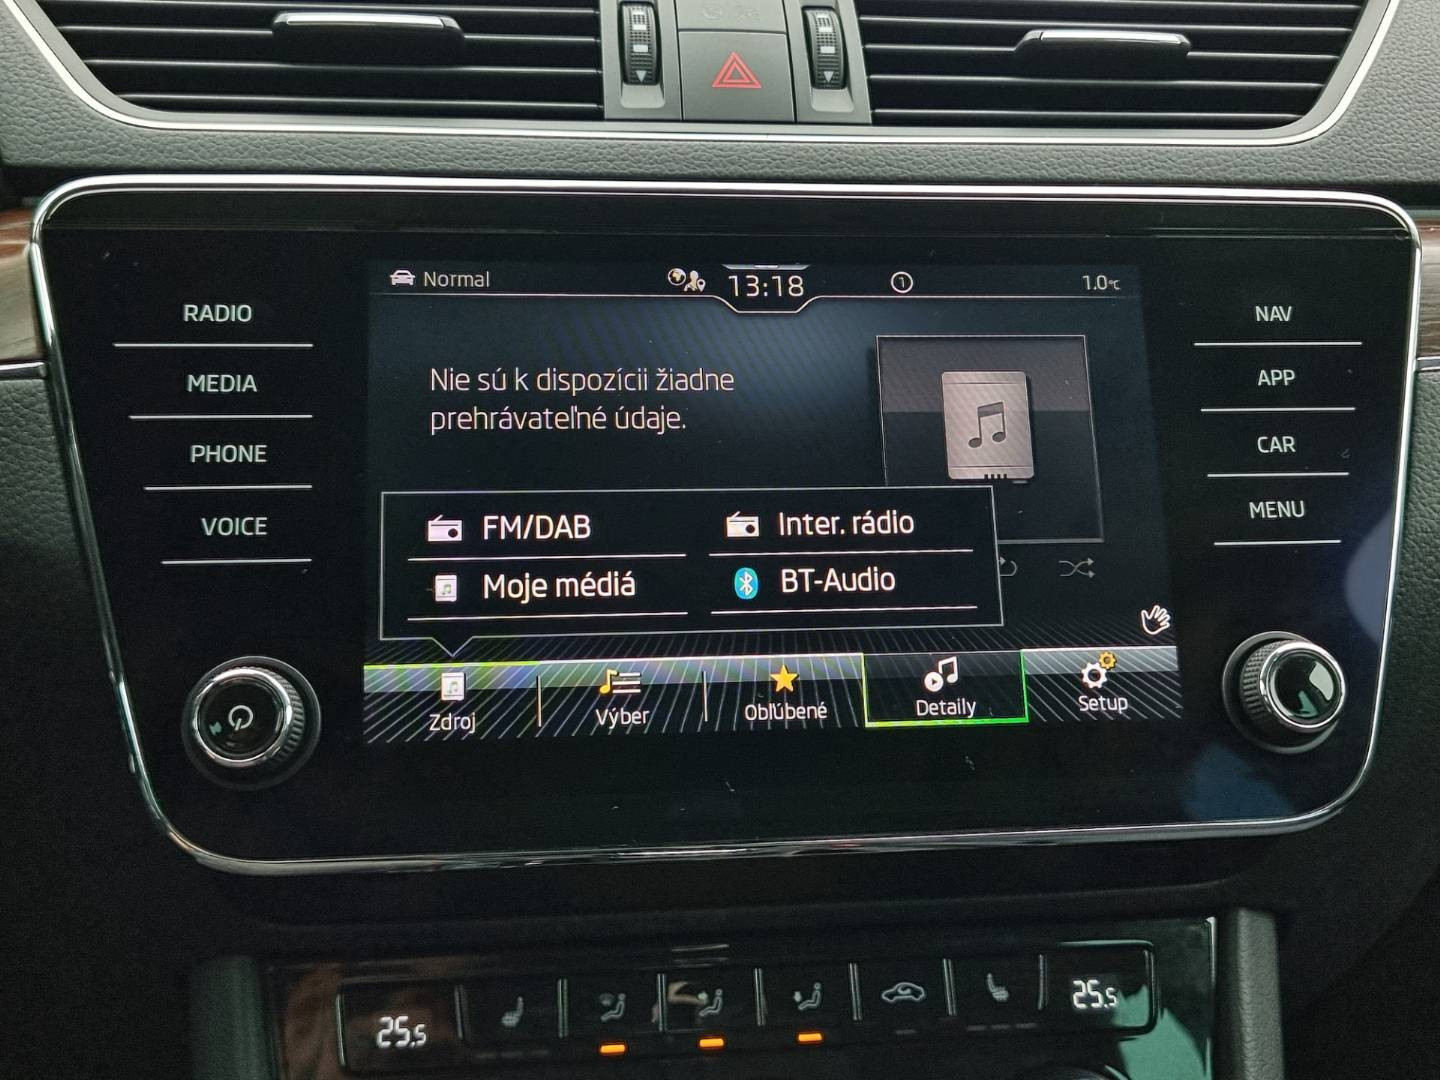 Normal
13:18
1
1.0°C
RADIO
MEDIA
PHONE
VOICE
NAV
APP
CAR
MENU
Nie sú k dispozícii žiadne
prehrávateľné údaje.
FM/DAB
Inter. rádio
Moje médiá
BT-Audio
Zdroj
Výber
Obľúbené
Detaily
Setup
25.5
25.5